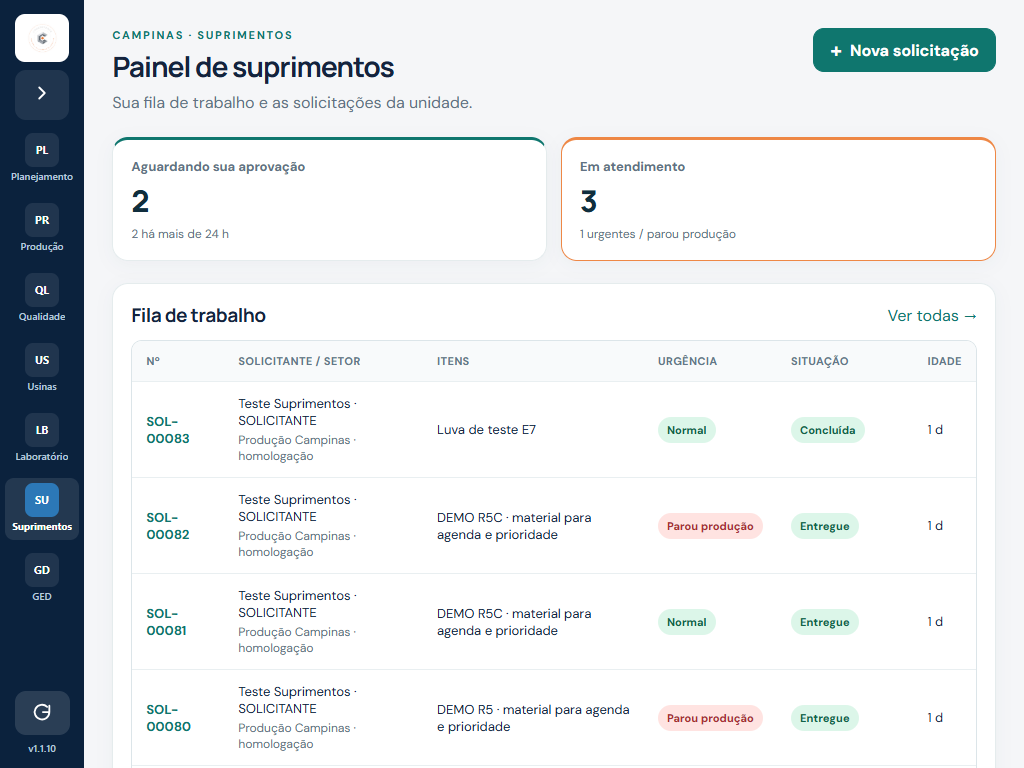 CAMPINAS · SUPRIMENTOS
Painel de suprimentos
Sua fila de trabalho e as solicitações da unidade.
+ Nova solicitação
PL
Planejamento
PR
Produção
QL
Qualidade
US
Usinas
LB
Laboratório
SU
Suprimentos
GD
GED
v1.1.10
Aguardando sua aprovação
2
2 há mais de 24 h
Em atendimento
3
1 urgentes / parou produção
Fila de trabalho
Ver todas →
Nº SOLICITANTE / SETOR ITENS URGÊNCIA SITUAÇÃO IDADE
SOL-
00083
Teste Suprimentos ·
SOLICITANTE
Produção Campinas ·
homologação
Luva de teste E7
Normal
Concluída
1 d
SOL-
00082
Teste Suprimentos ·
SOLICITANTE
Produção Campinas ·
homologação
DEMO R5C · material para
agenda e prioridade
Parou produção
Entregue
1 d
SOL-
00081
Teste Suprimentos ·
SOLICITANTE
Produção Campinas ·
homologação
DEMO R5C · material para
agenda e prioridade
Normal
Entregue
1 d
SOL-
00080
Teste Suprimentos ·
SOLICITANTE
Produção Campinas ·
homologação
DEMO R5 · material para agenda
e prioridade
Parou produção
Entregue
1 d